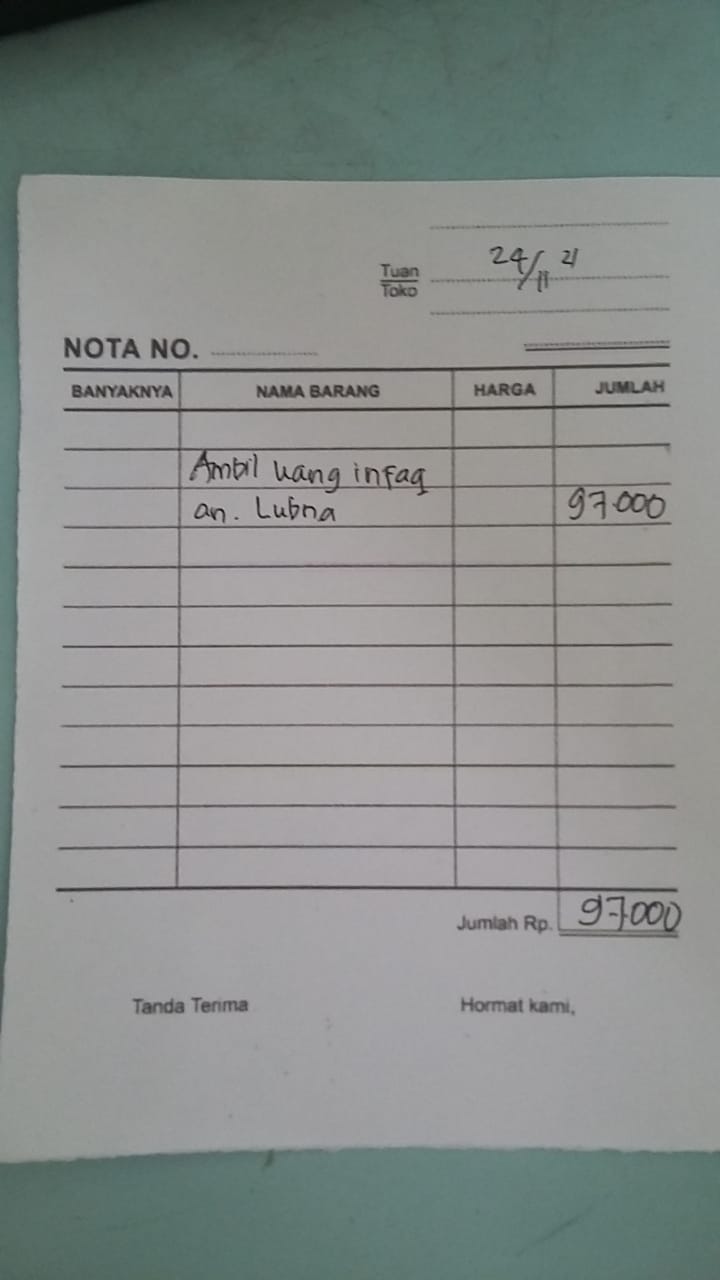 24/11 21
Tuan
Toko
NOTA NO.
BANYAKNYA NAMA BARANG HARGA JUMLAH
Ambil uang infaq
an. Lubna 97.000
Jumlah Rp. 97.000
Tanda Terima Hormat kami,